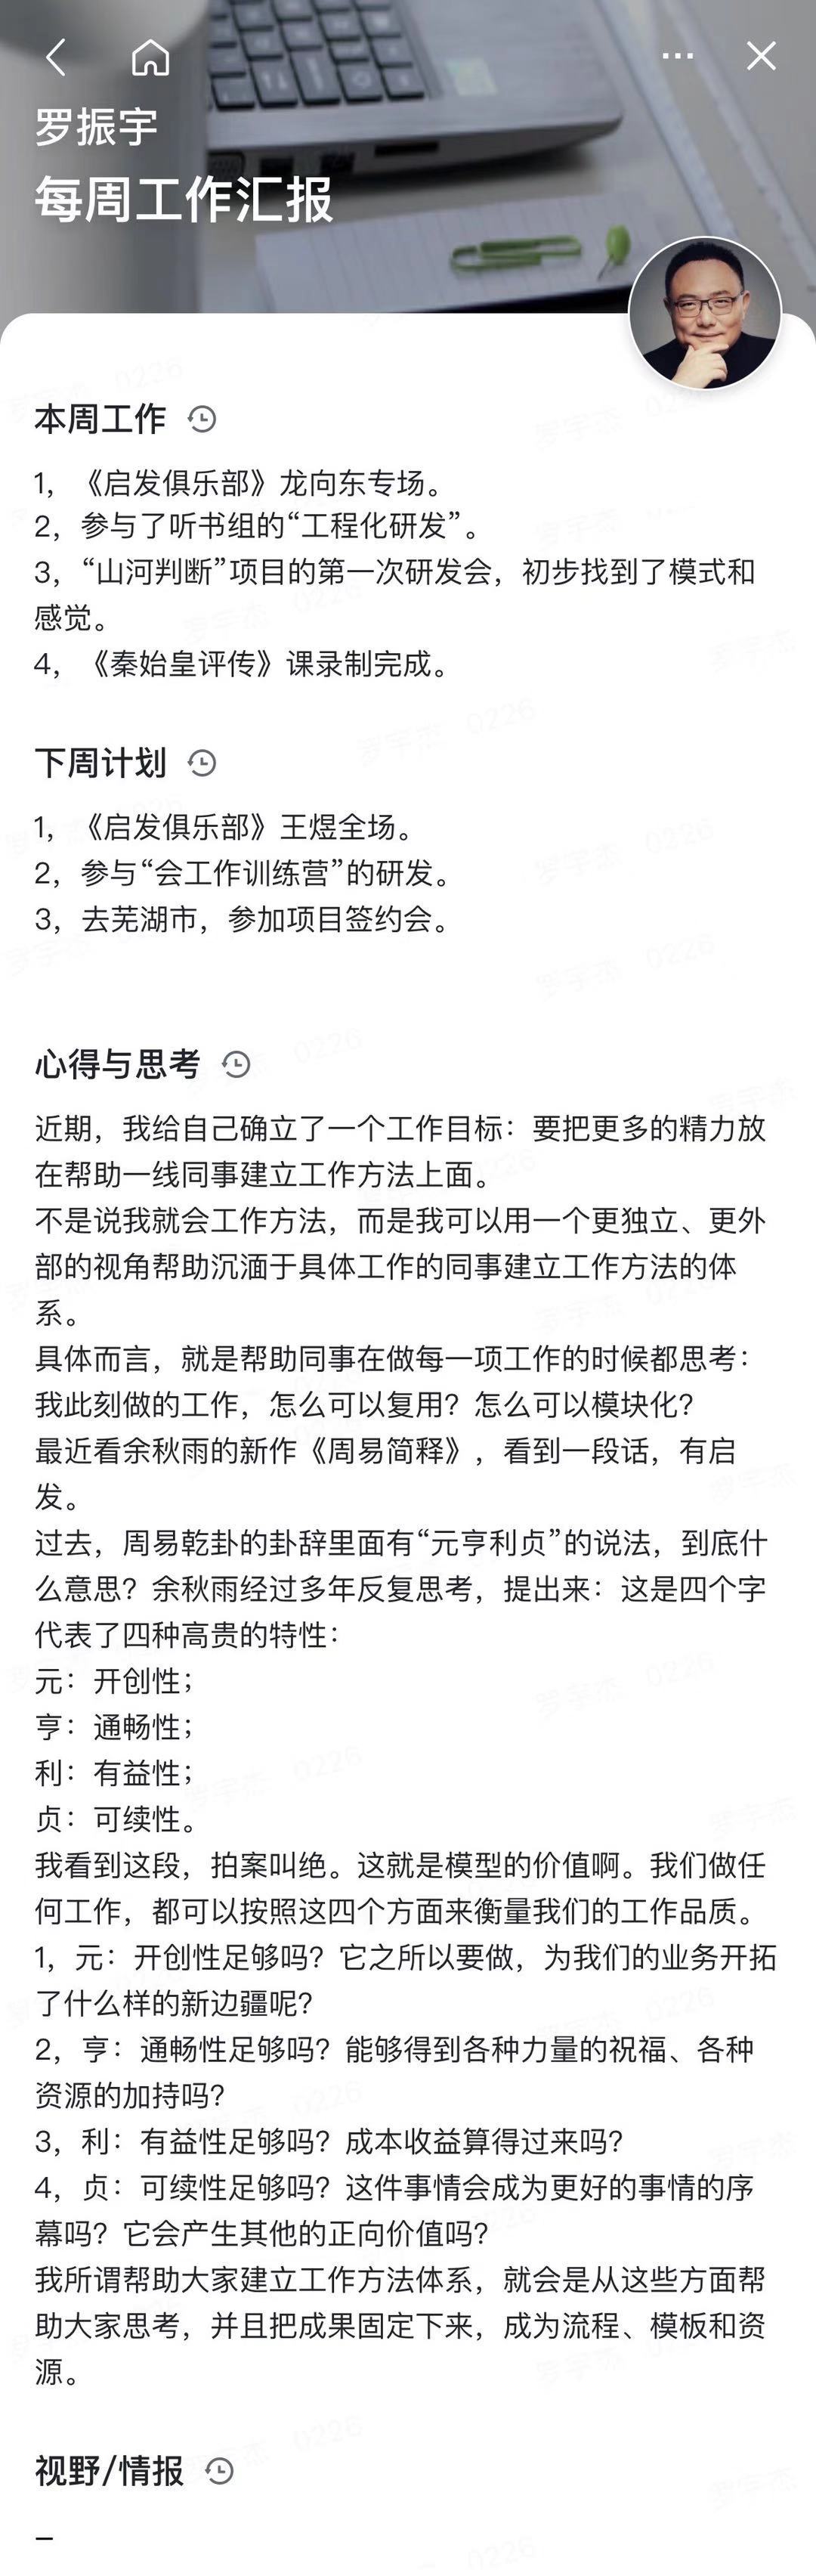 罗振宇
每周工作汇报
本周工作
1，《启发俱乐部》龙向东专场。
2，参与了听书组的“工程化研发”。
3，“山河判断”项目的第一次研发会，初步找到了模式和
感觉。
4，《秦始皇评传》课录制完成。
下周计划
1，《启发俱乐部》王煜全场。
2，参与“会工作训练营”的研发。
3，去芜湖市，参加项目签约会。
心得与思考
近期，我给自己确立了一个工作目标：要把更多的精力放
在帮助一线同事建立工作方法上面。
不是说我就会工作方法，而是我可以用一个更独立、更外
部的视角帮助沉湎于具体工作的同事建立工作方法的体
系。
具体而言，就是帮助同事在做每一项工作的时候都思考：
我此刻做的工作，怎么可以复用？怎么可以模块化？
最近看余秋雨的新作《周易简释》，看到一段话，有启
发。
过去，周易乾卦的卦辞里面有“元亨利贞”的说法，到底什
么意思？余秋雨经过多年反复思考，提出来：这是四个字
代表了四种高贵的特性：
元：开创性；
亨：通畅性；
利：有益性；
贞：可续性。
我看到这段，拍案叫绝。这就是模型的价值啊。我们做任
何工作，都可以按照这四个方面来衡量我们的工作品质。
1，元：开创性足够吗？它之所以要做，为我们的业务开拓
了什么样的新边疆呢？
2，亨：通畅性足够吗？能够得到各种力量的祝福、各种
资源的加持吗？
3，利：有益性足够吗？成本收益算得过来吗？
4，贞：可续性足够吗？这件事情会成为更好的事情的序
幕吗？它会产生其他的正向价值吗？
我所谓帮助大家建立工作方法体系，就会是从这些方面帮
助大家思考，并且把成果固定下来，成为流程、模板和资
源。
视野/情报
–
罗宇杰 0226